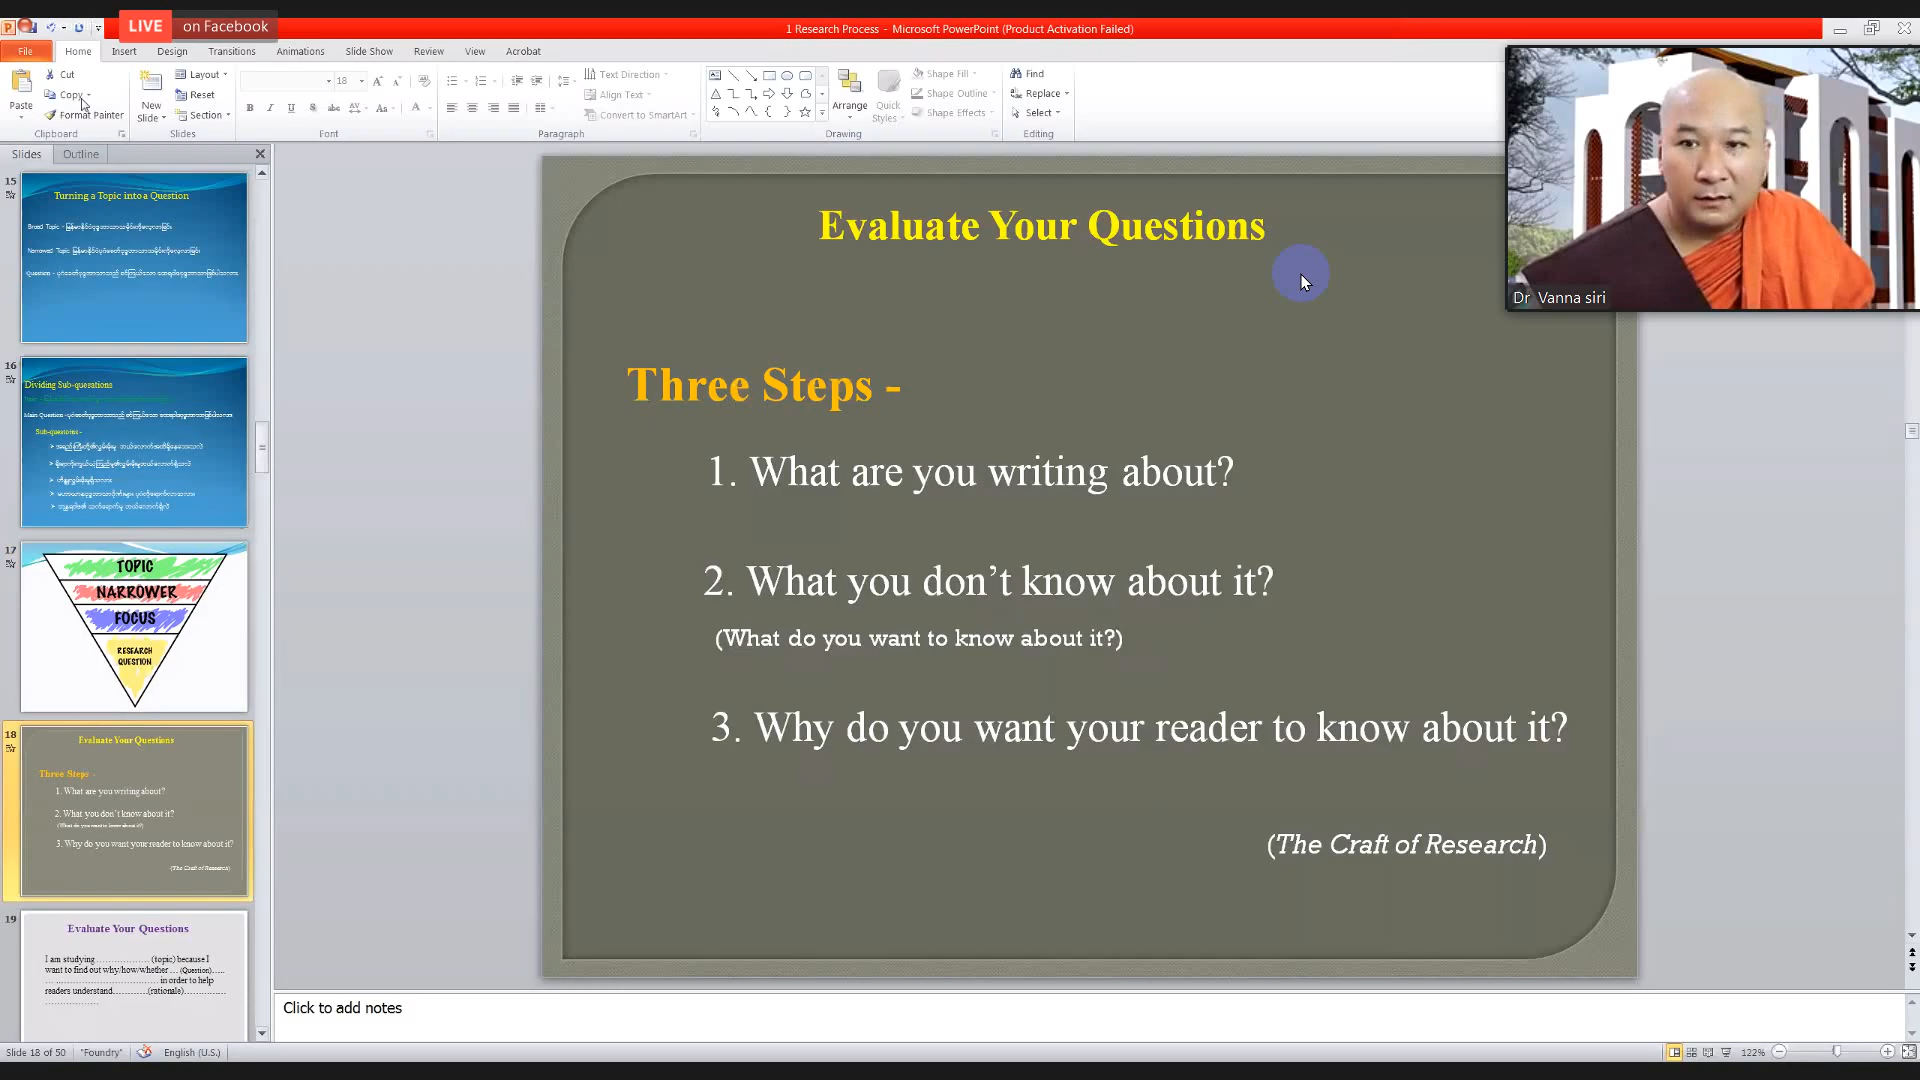 LIVE on Facebook
1 Research Process - Microsoft PowerPoint (Product Activation Failed)
File Home Insert Design Transitions Animations Slide Show Review View Acrobat
Paste
Cut
Copy
Format Painter
Clipboard
New Slide
Layout
Reset
Section
Slides
18
Font
Text Direction
Align Text
Convert to SmartArt
Paragraph
Arrange
Quick Styles
Shape Fill
Shape Outline
Shape Effects
Drawing
Find
Replace
Select
Editing
Slides Outline
15
Turning a Topic into a Question
16
Dividing Sub-questions
Sub-questions -
17
TOPIC
NARROWER
FOCUS
RESEARCH
QUESTION
18
Evaluate Your Questions
Three Steps -
1. What are you writing about?
2. What you don't know about it?
(What do you want to know about it?)
3. Why do you want your reader to know about it?
(The Craft of Research)
19
Evaluate Your Questions
I am studying .................. (topic) because I
want to find out why/how/whether ... (Question).....
in order to help
readers understand............(rationale)...............
Evaluate Your Questions
Three Steps -
1. What are you writing about?
2. What you don’t know about it?
(What do you want to know about it?)
3. Why do you want your reader to know about it?
(The Craft of Research)
Dr Vanna siri
Click to add notes
Slide 18 of 50 "Foundry" English (U.S.) 122%